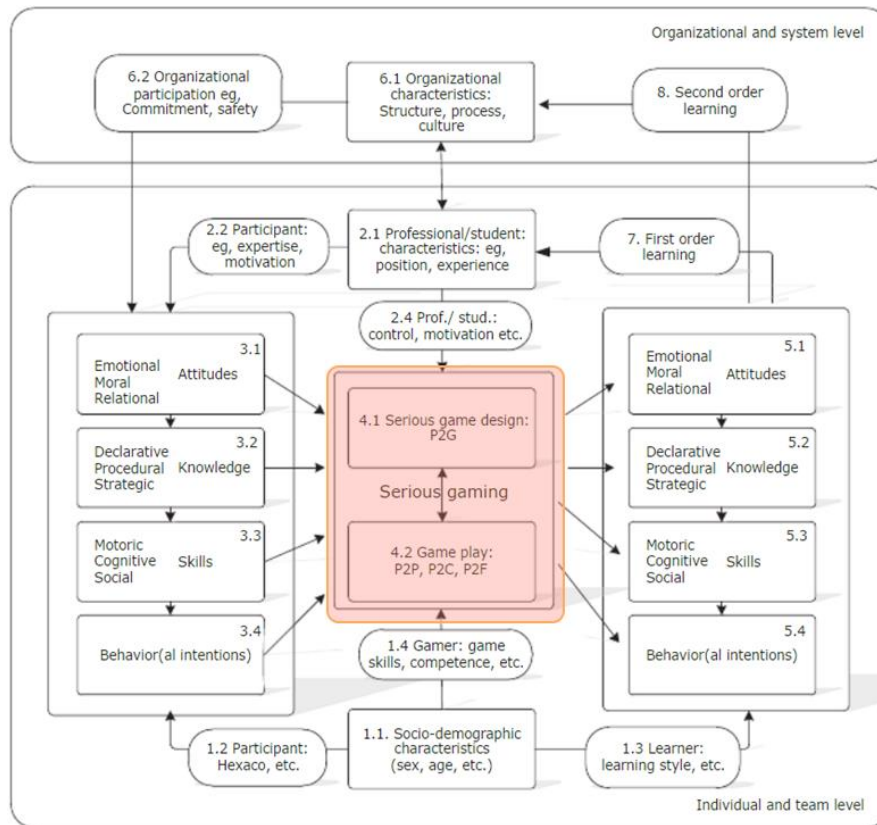 Organizational and system level
6.2 Organizational
participation eg,
Commitment, safety
6.1 Organizational
characteristics:
Structure, process,
culture
8. Second order
learning
2.2 Participant:
eg, expertise,
motivation
2.1 Professional/student:
characteristics: eg,
position, experience
7. First order
learning
2.4 Prof./ stud.:
control, motivation etc.
3.1
Emotional
Moral
Relational
Attitudes
3.2
Declarative
Procedural
Strategic
Knowledge
3.3
Motoric
Cognitive
Social
Skills
3.4
Behavior(al intentions)
4.1 Serious game design:
P2G
Serious gaming
4.2 Game play:
P2P, P2C, P2F
5.1
Emotional
Moral
Relational
Attitudes
5.2
Declarative
Procedural
Strategic
Knowledge
5.3
Motoric
Cognitive
Social
Skills
5.4
Behavior(al intentions)
1.4 Gamer: game
skills, competence, etc.
1.2 Participant:
Hexaco, etc.
1.1. Socio-demographic
characteristics
(sex, age, etc.)
1.3 Learner:
learning style, etc.
Individual and team level